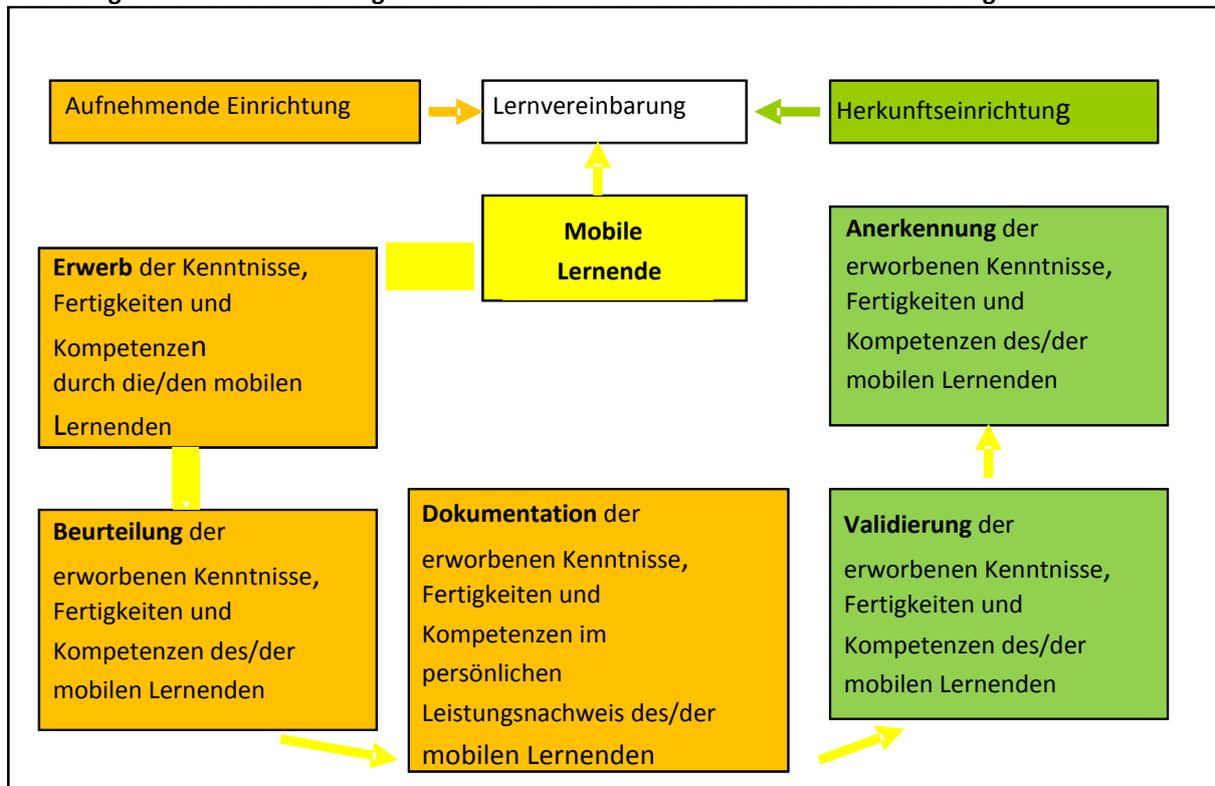 Aufnehmende Einrichtung
Lernvereinbarung
Herkunftseinrichtung
Mobile
Lernende
Erwerb der Kenntnisse,
Fertigkeiten und
Kompetenzen
durch die/den mobilen
Lernenden
Anerkennung der
erworbenen Kenntnisse,
Fertigkeiten und
Kompetenzen des/der
mobilen Lernenden
Beurteilung der
erworbenen Kenntnisse,
Fertigkeiten und
Kompetenzen des/der
mobilen Lernenden
Dokumentation der
erworbenen Kenntnisse,
Fertigkeiten und
Kompetenzen im
persönlichen
Leistungsnachweis des/der
mobilen Lernenden
Validierung der
erworbenen Kenntnisse,
Fertigkeiten und
Kompetenzen des/der
mobilen Lernenden